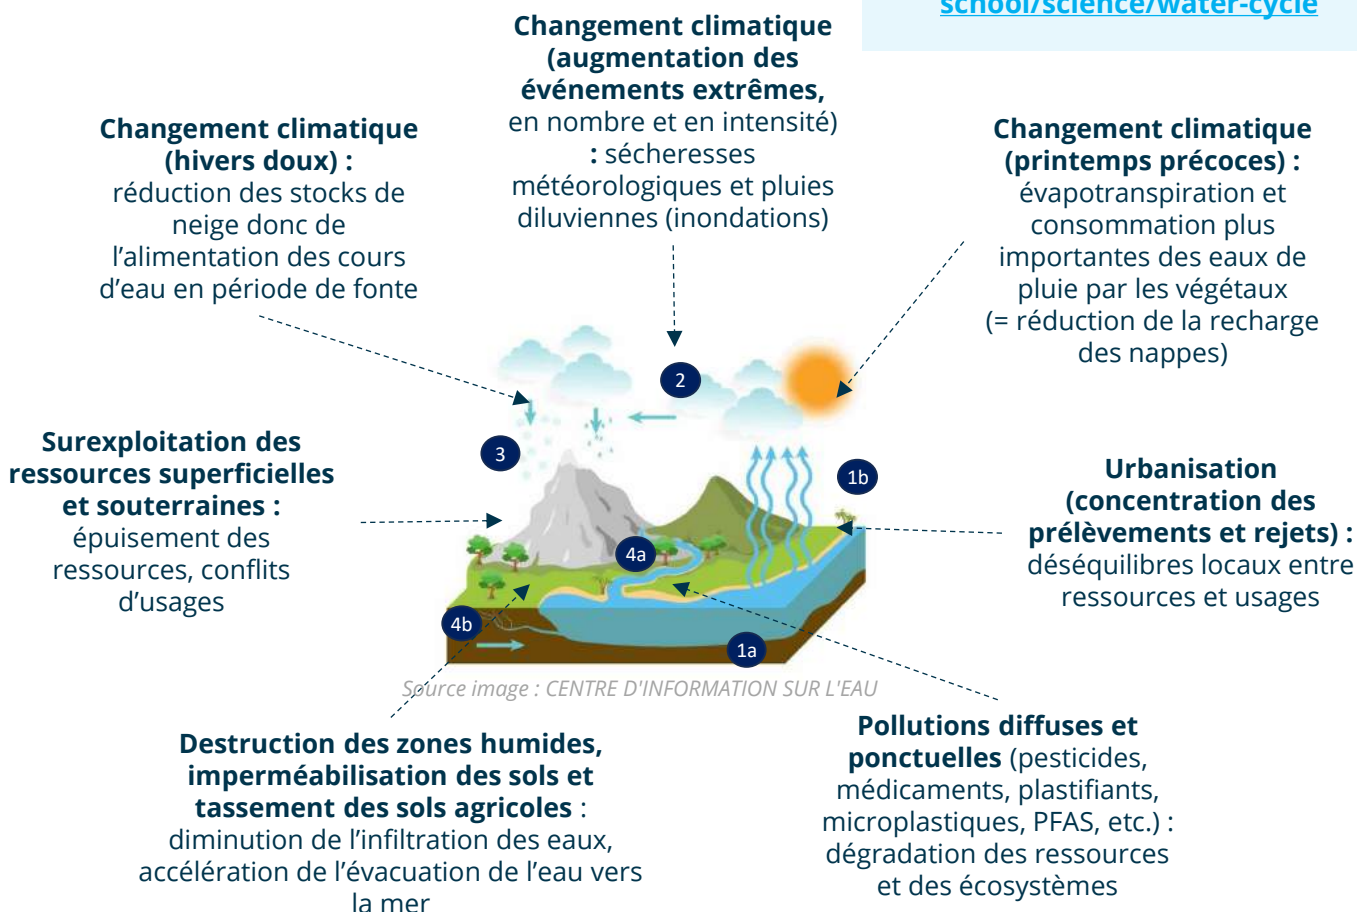 school/science/water-cycle
Changement climatique
(augmentation des
événements extrêmes,
en nombre et en intensité)
: sécheresses
météorologiques et pluies
diluviennes (inondations)
Changement climatique
(hivers doux) :
réduction des stocks de
neige donc de
l'alimentation des cours
d'eau en période de fonte
Changement climatique
(printemps précoces) :
évapotranspiration et
consommation plus
importantes des eaux de
pluie par les végétaux
(= réduction de la recharge
des nappes)
2
3
1b
4a
4b
1a
Surexploitation des
ressources superficielles
et souterraines :
épuisement des
ressources, conflits
d'usages
Urbanisation
(concentration des
prélèvements et rejets) :
déséquilibres locaux entre
ressources et usages
Source image : CENTRE D'INFORMATION SUR L'EAU
Destruction des zones humides,
imperméabilisation des sols et
tassement des sols agricoles :
diminution de l'infiltration des eaux,
accélération de l'évacuation de l'eau vers
la mer
Pollutions diffuses et
ponctuelles (pesticides,
médicaments, plastifiants,
microplastiques, PFAS, etc.) :
dégradation des ressources
et des écosystèmes